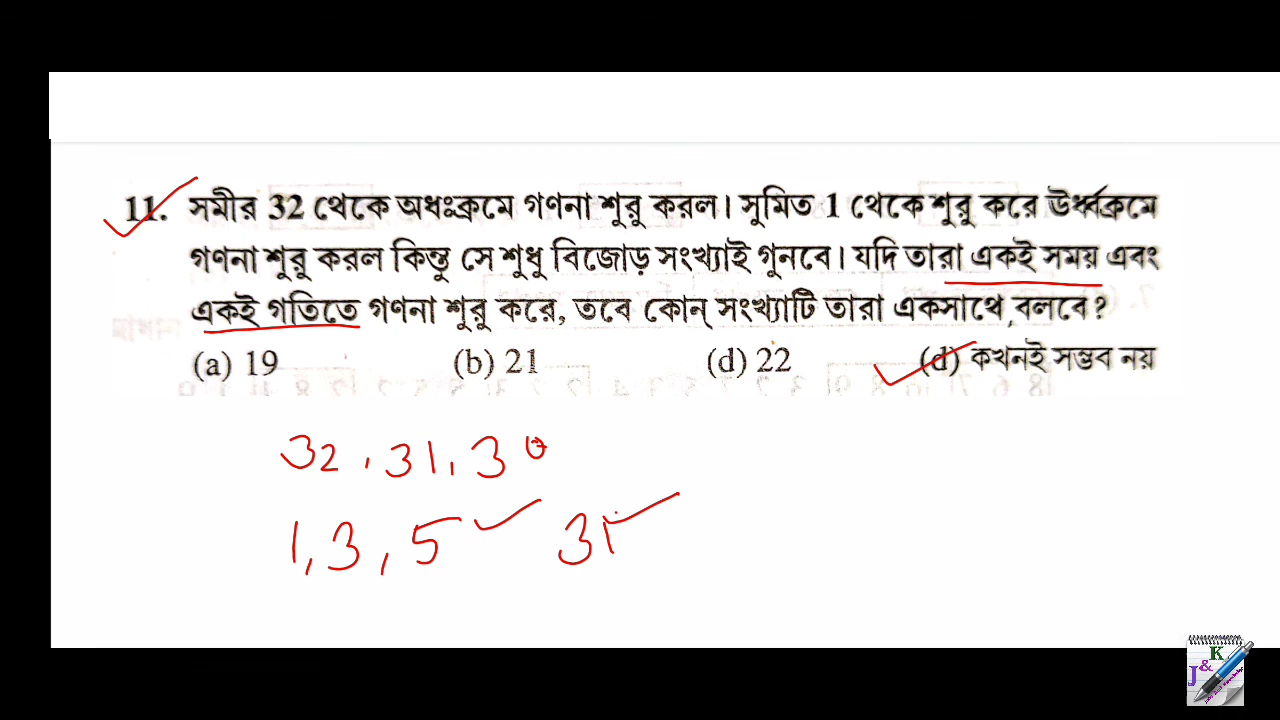 11. সমীর 32 থেকে অধঃক্রমে গণনা শুরু করল। সুমিত 1 থেকে শুরু করে ঊর্ধ্বক্রমে
গণনা শুরু করল কিন্তু সে শুধু বিজোড় সংখ্যাই গুনবে। যদি তারা একই সময় এবং
একই গতিতে গণনা শুরু করে, তবে কোন্ সংখ্যাটি তারা একসাথে বলবে?
(a) 19 (b) 21 (d) 22 (d) কখনই সম্ভব নয়
32, 31, 30
1, 3, 5 31
J&K